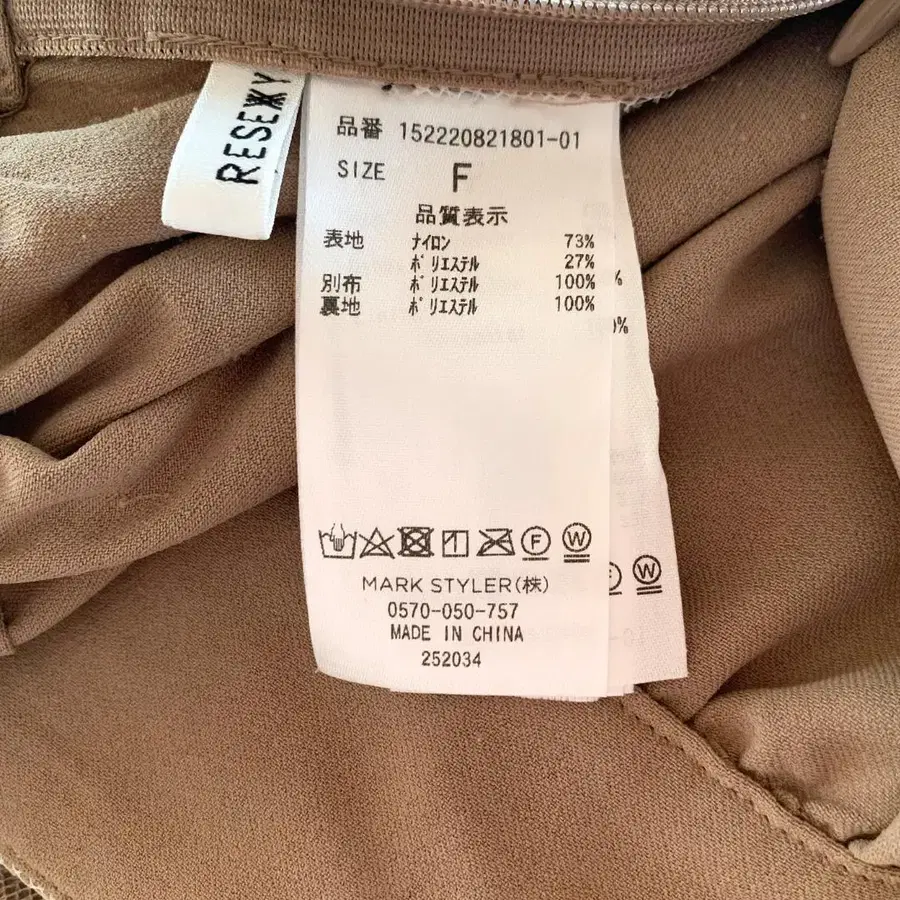 RESEXXY
品番 152220821801-01
SIZE F
品質表示
表地 ナイロン 73%
ポリエステル 27%
別布 ポリエステル 100%
裏地 ポリエステル 100%
%
0%
F W
W
MARK STYLER(株)
0570-050-757
MADE IN CHINA
252034